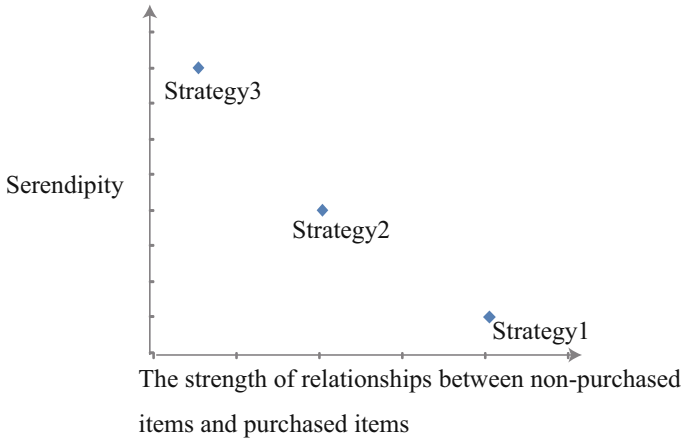 Strategy3
Serendipity
Strategy2
Strategy1
The strength of relationships between non-purchased
items and purchased items